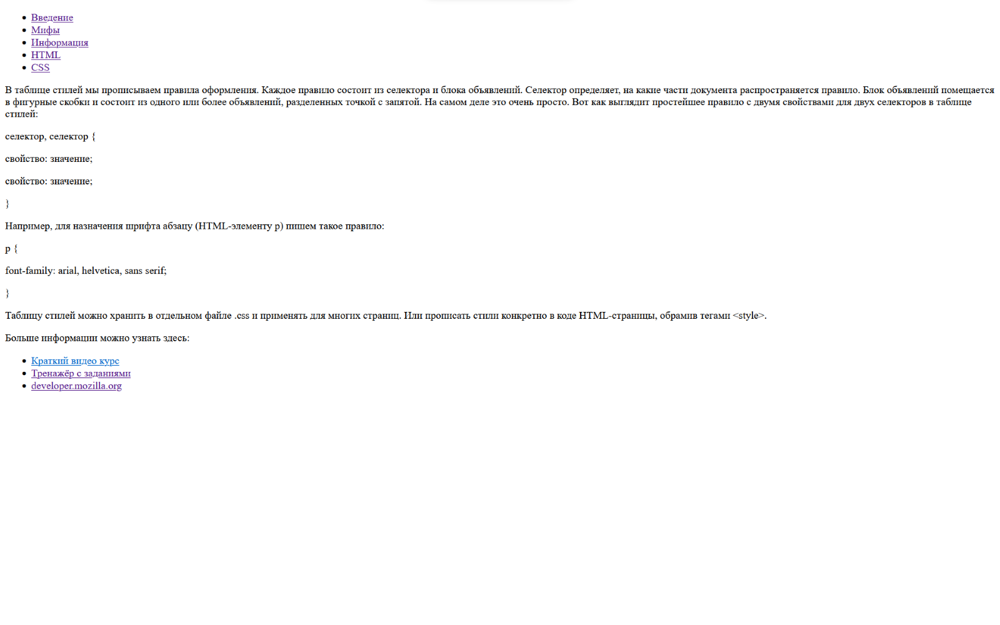 Введение
Мифы
Информация
HTML
CSS
В таблице стилей мы прописываем правила оформления. Каждое правило состоит из селектора и блока объявлений. Селектор определяет, на какие части документа распространяется правило. Блок объявлений помещается
в фигурные скобки и состоит из одного или более объявлений, разделенных точкой с запятой. На самом деле это очень просто. Вот как выглядит простейшее правило с двумя свойствами для двух селекторов в таблице
стилей:
селектор, селектор {
свойство: значение;
свойство: значение;
}
Например, для назначения шрифта абзацу (HTML-элементу p) пишем такое правило:
p {
font-family: arial, helvetica, sans serif;
}
Таблицу стилей можно хранить в отдельном файле .css и применять для многих страниц. Или прописать стили конкретно в коде HTML-страницы, обрамив тегами <style>.
Больше информации можно узнать здесь:
Краткий видео курс
Тренажёр с заданиями
developer.mozilla.org